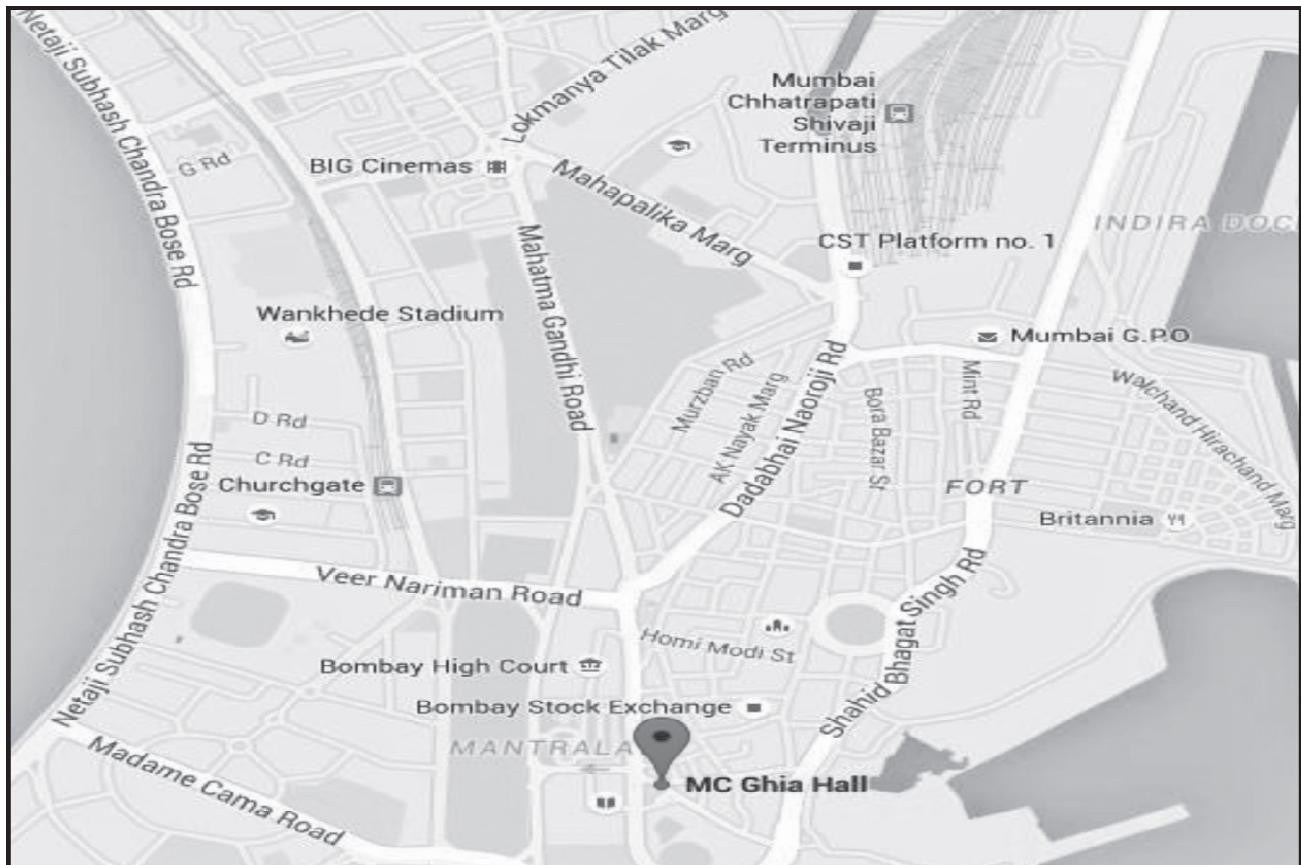 Netaji Subhash Chandra Bose Rd
Lokmanya Tilak Marg
Mumbai
Chhatrapati
Shivaji
Terminus
G Rd
BIG Cinemas
Mahapalika Marg
INDIRA DOC
CST Platform no. 1
Mahatma Gandhi Road
Wankhede Stadium
Mumbai G.P.O
Murzban Rd
AK Nayak Marg
Dadabhai Naoroji Rd
Bora Bazar St
Mint Rd
Walchand Hirachand Marg
D Rd
C Rd
Churchgate
FORT
Britannia
Netaji Subhash Chandra Bose Rd
Veer Nariman Road
Homi Modi St
Shahid Bhagat Singh Rd
Bombay High Court
Bombay Stock Exchange
MANTRALA
MC Ghia Hall
Madame Cama Road